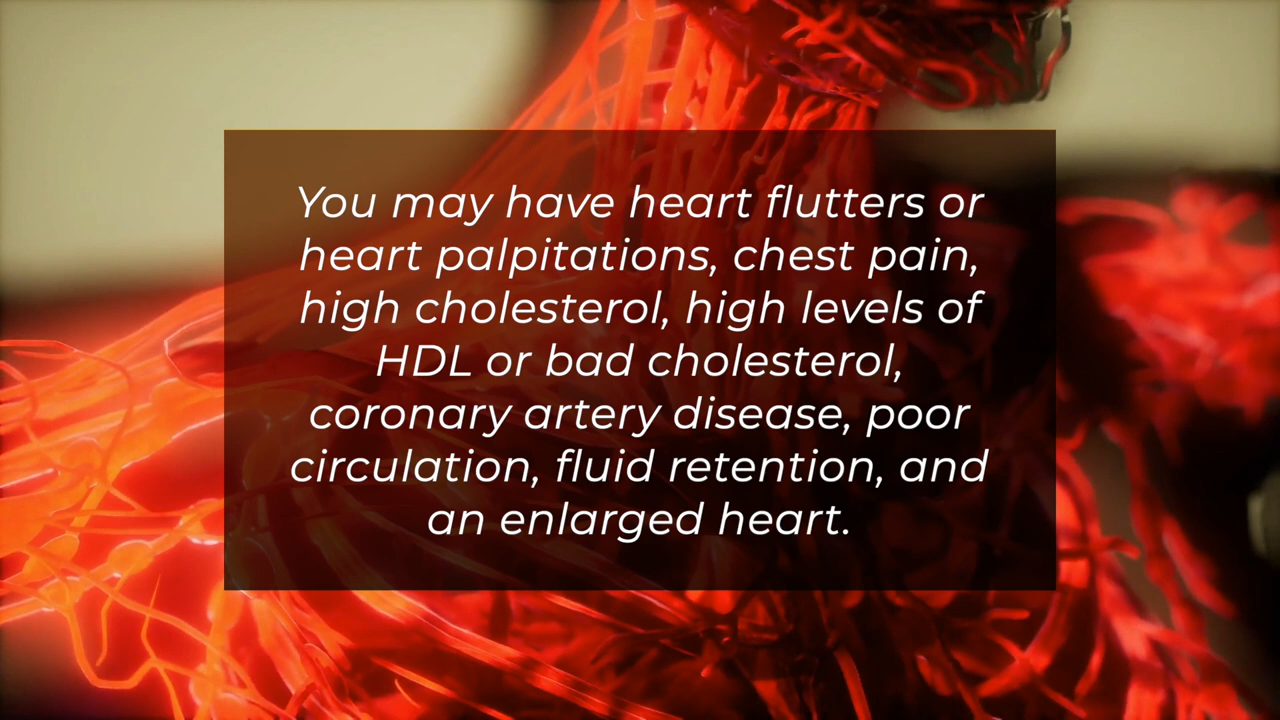 You may have heart flutters or
heart palpitations, chest pain,
high cholesterol, high levels of
HDL or bad cholesterol,
coronary artery disease, poor
circulation, fluid retention, and
an enlarged heart.